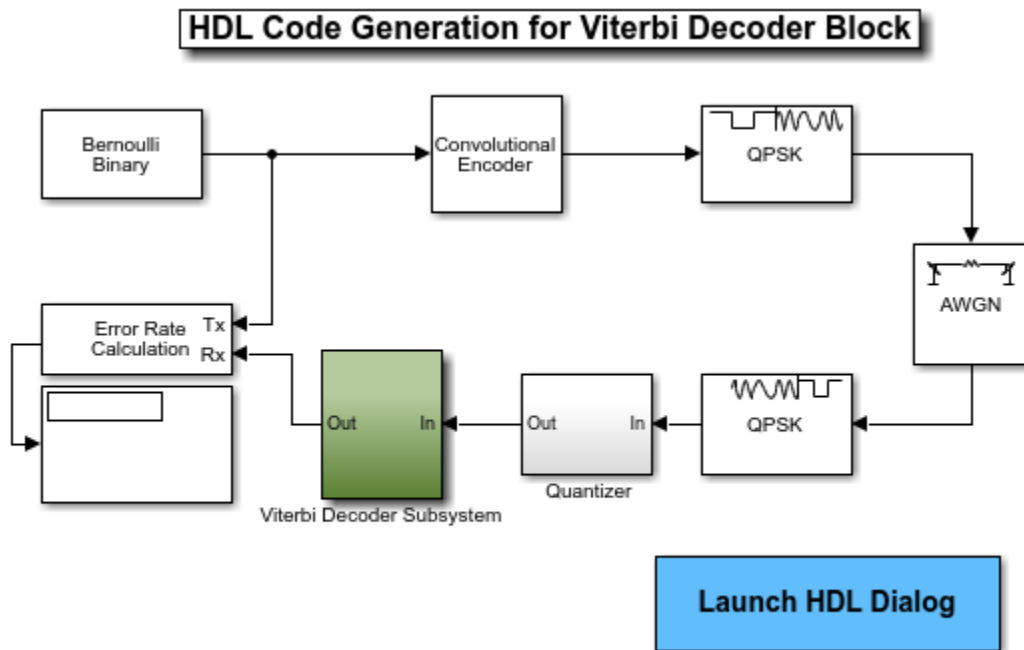 HDL Code Generation for Viterbi Decoder Block
Bernoulli
Binary
Convolutional
Encoder
QPSK
AWGN
Error Rate
Calculation
Tx
Rx
Out
In
Viterbi Decoder Subsystem
Out
In
Quantizer
QPSK
Launch HDL Dialog